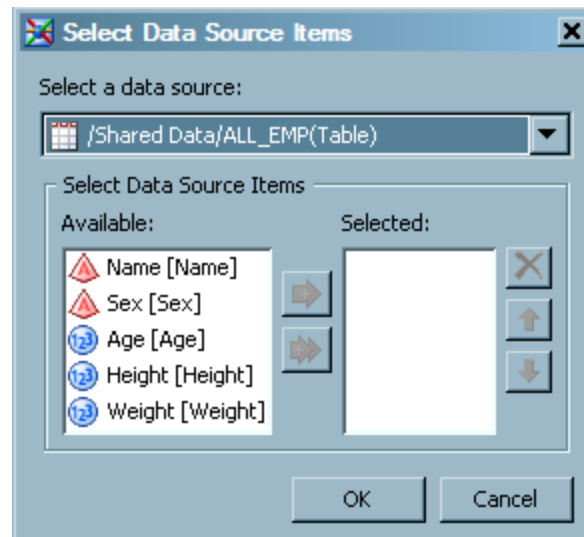 Select Data Source Items
Select a data source:
/Shared Data/ALL_EMP(Table)
Select Data Source Items
Available:
Selected:
Name [Name]
Sex [Sex]
Age [Age]
Height [Height]
Weight [Weight]
OK
Cancel